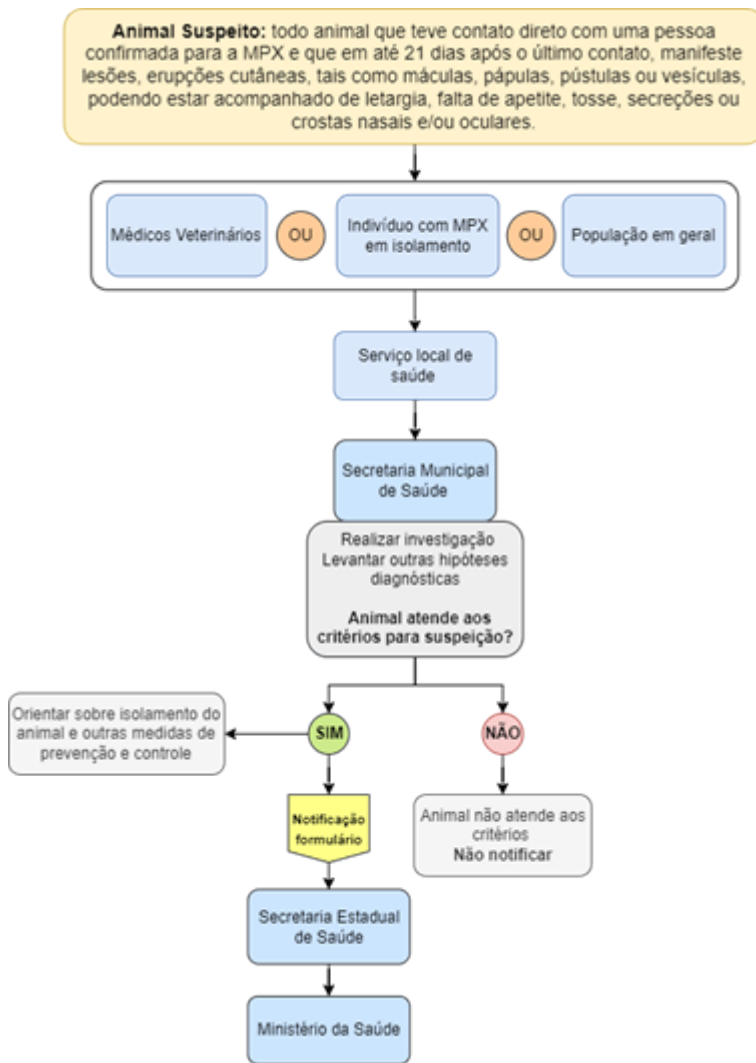 Animal Suspeito: todo animal que teve contato direto com uma pessoa
confirmada para a MPX e que em até 21 dias após o último contato, manifeste
lesões, erupções cutâneas, tais como máculas, pápulas, pústulas ou vesículas,
podendo estar acompanhado de letargia, falta de apetite, tosse, secreções ou
crostas nasais e/ou oculares.
Médicos Veterinários
OU
Indivíduo com MPX
em isolamento
OU
População em geral
Serviço local de
saúde
Secretaria Municipal
de Saúde
Realizar investigação
Levantar outras hipóteses
diagnósticas
Animal atende aos
critérios para suspeição?
Orientar sobre isolamento do
animal e outras medidas de
prevenção e controle
SIM
NÃO
Notificação
formulário
Animal não atende aos
critérios
Não notificar
Secretaria Estadual
de Saúde
Ministério da Saúde